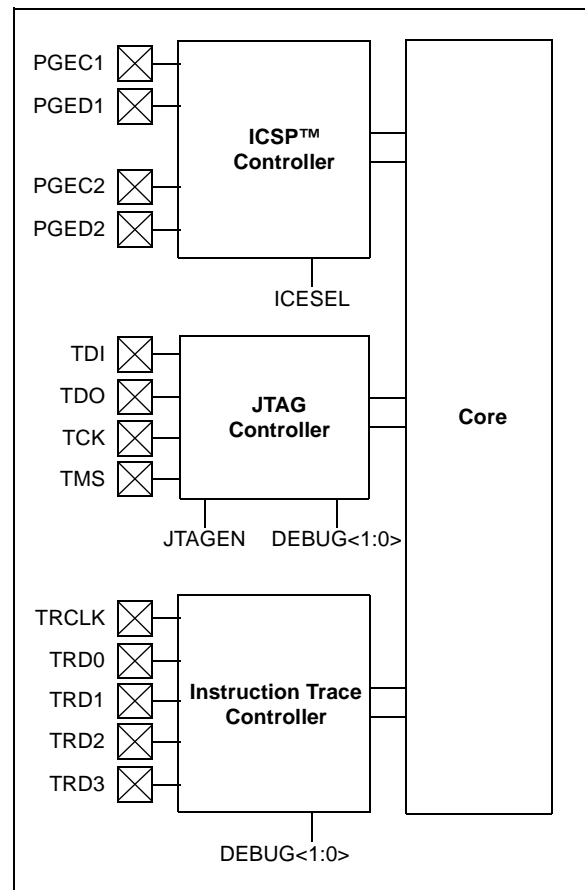 PGEC1
PGED1
PGEC2
PGED2
ICSP™
Controller
ICESEL
TDI
TDO
TCK
TMS
JTAG
Controller
JTAGEN
DEBUG<1:0>
Core
TRCLK
TRD0
TRD1
TRD2
TRD3
Instruction Trace
Controller
DEBUG<1:0>